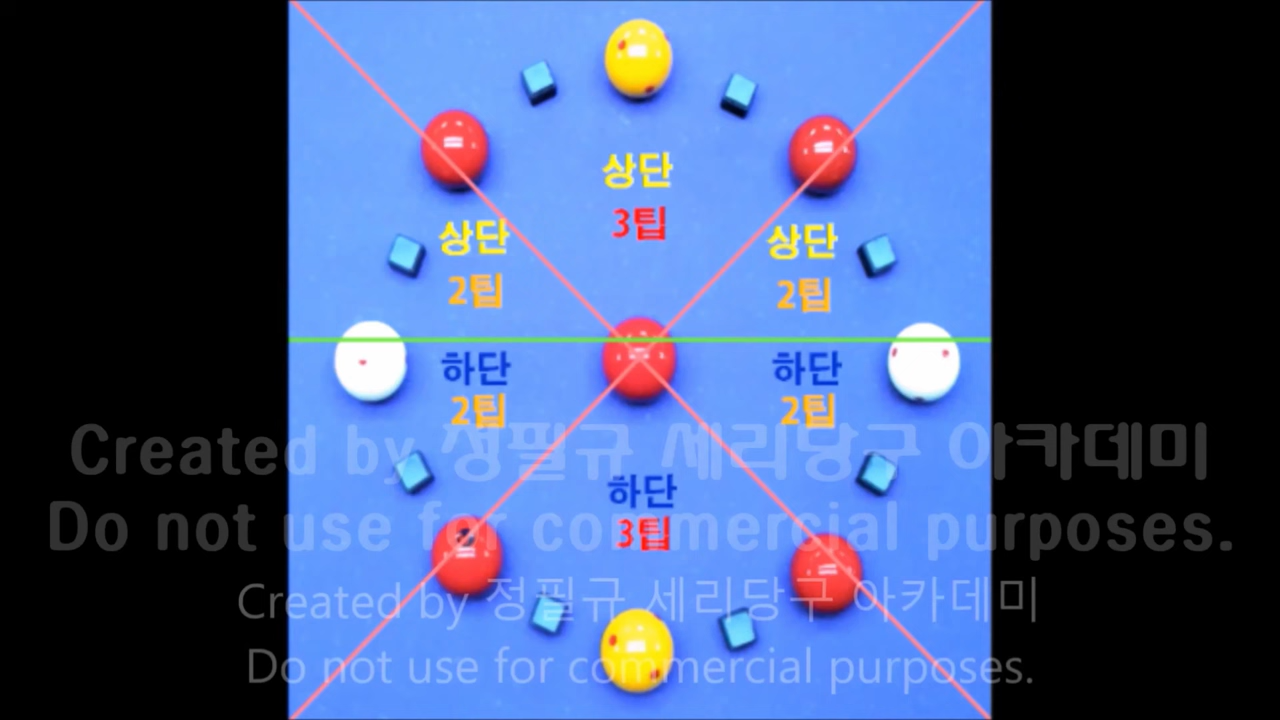 상단
3팁
상단
2팁
상단
2팁
하단
2팁
하단
2팁
하단
3팁
Created by 정필규 세리당구 아카데미
Do not use for commercial purposes.
Created by 정필규 세리당구 아카데미
Do not use for commercial purposes.